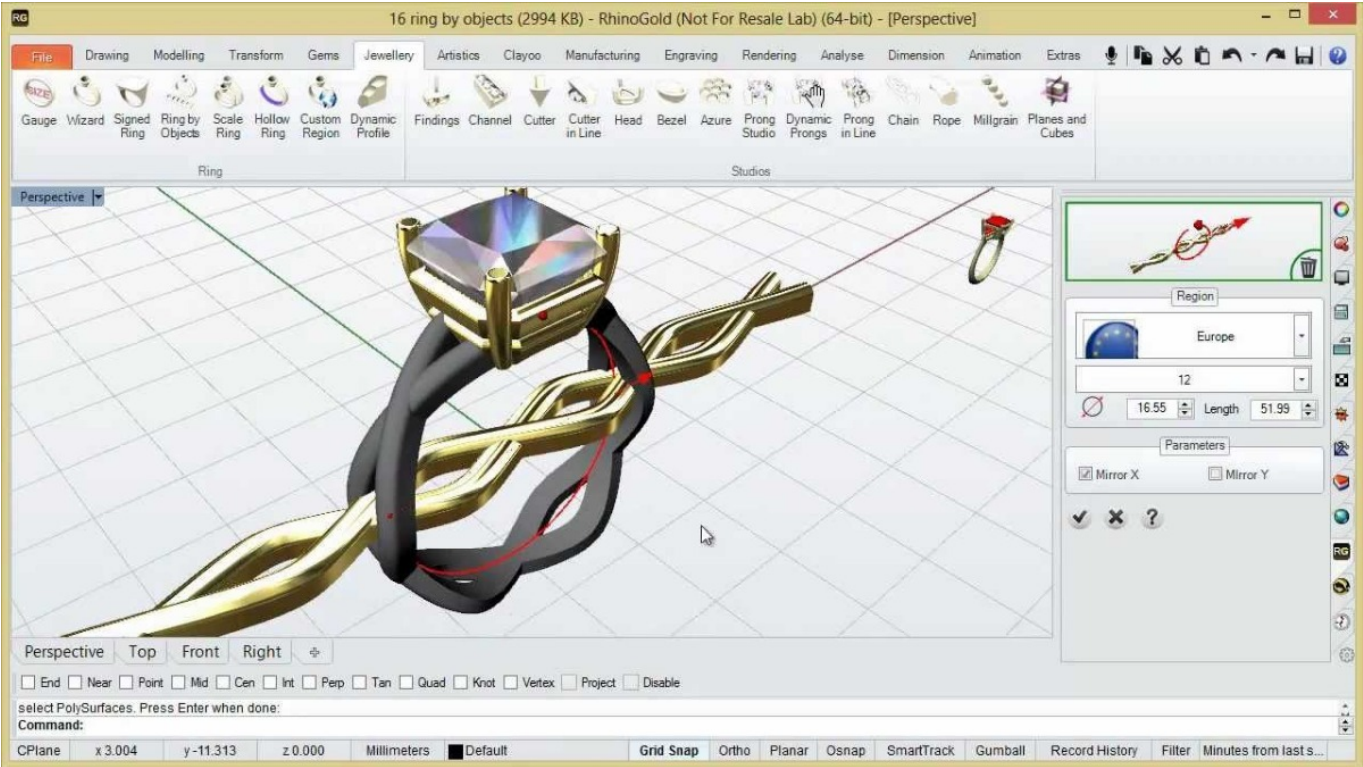 RG 16 ring by objects (2994 KB) - RhinoGold (Not For Resale Lab) (64-bit) - [Perspective]
File Drawing Modelling Transform Gems Jewellery Artistics Clayoo Manufacturing Engraving Rendering Analyse Dimension Animation Extras
SIZE
Gauge Wizard Signed Ring Ring by Objects Scale Ring Hollow Ring Custom Region Dynamic Profile Findings Channel Cutter Cutter in Line Head Bezel Azure Prong Studio Dynamic Prongs Prong in Line Chain Rope Millgrain Planes and Cubes
Ring Studios
Perspective
Region
Europe
12
16.55 Length 51.99
Parameters
Mirror X MIrror Y
?
RG
Perspective Top Front Right
End Near Point Mid Cen Int Perp Tan Quad Knot Vertex Project Disable
select PolySurfaces. Press Enter when done:
Command:
CPlane x 3.004 y -11.313 z 0.000 Millimeters Default Grid Snap Ortho Planar Osnap SmartTrack Gumball Record History Filter Minutes from last s...